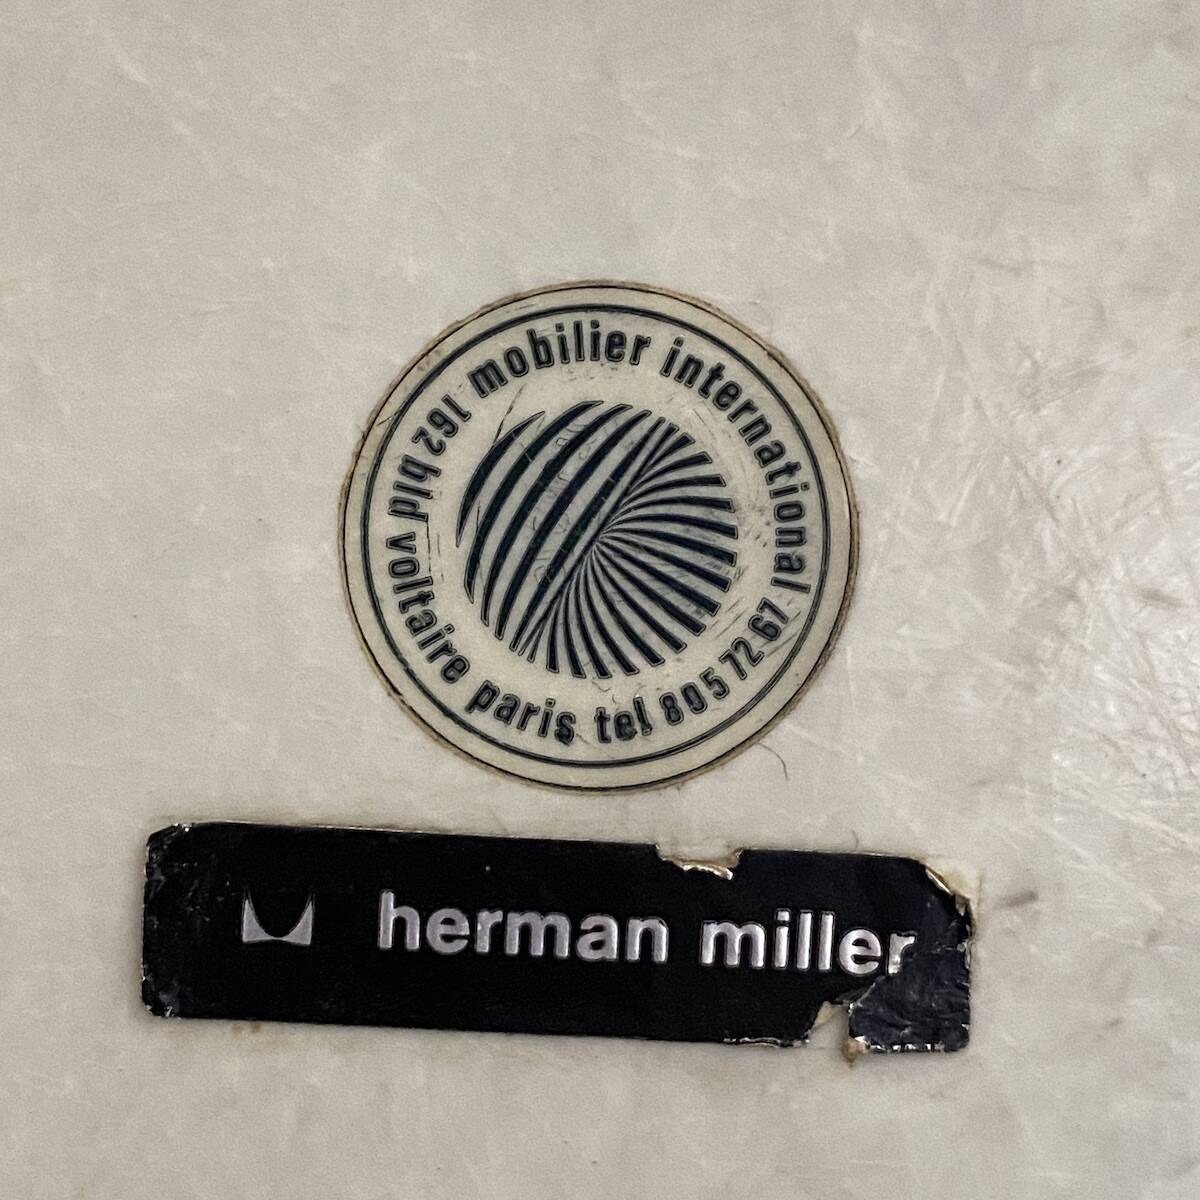 mobilier international
162 bld voltaire paris tel 805 72 67
herman miller